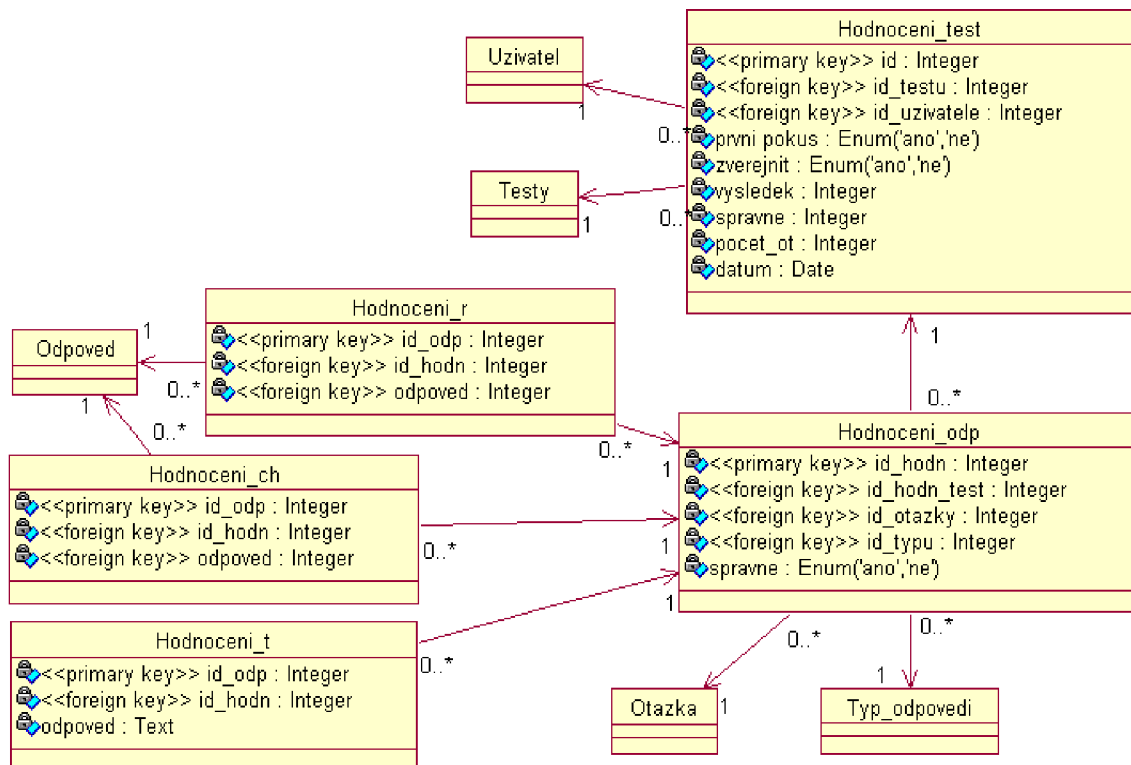 Uzivatel
1
Hodnoceni_test
<<primary key>> id : Integer
<<foreign key>> id_testu : Integer
<<foreign key>> id_uzivatele : Integer
prvni pokus : Enum('ano','ne')
zverejnit : Enum('ano','ne')
vysledek : Integer
spravne : Integer
pocet_ot : Integer
datum : Date
0..*
Testy
1
0..*
Hodnoceni_r
<<primary key>> id_odp : Integer
<<foreign key>> id_hodn : Integer
<<foreign key>> odpoved : Integer
Odpoved
1
0..*
1
0..*
0..*
1
1
0..*
Hodnoceni_ch
<<primary key>> id_odp : Integer
<<foreign key>> id_hodn : Integer
<<foreign key>> odpoved : Integer
0..*
1
Hodnoceni_odp
<<primary key>> id_hodn : Integer
<<foreign key>> id_hodn_test : Integer
<<foreign key>> id_otazky : Integer
<<foreign key>> id_typu : Integer
spravne : Enum('ano','ne')
Hodnoceni_t
<<primary key>> id_odp : Integer
<<foreign key>> id_hodn : Integer
odpoved : Text
0..*
1
0..*
0..*
Otazka
1
1
Typ_odpovedi